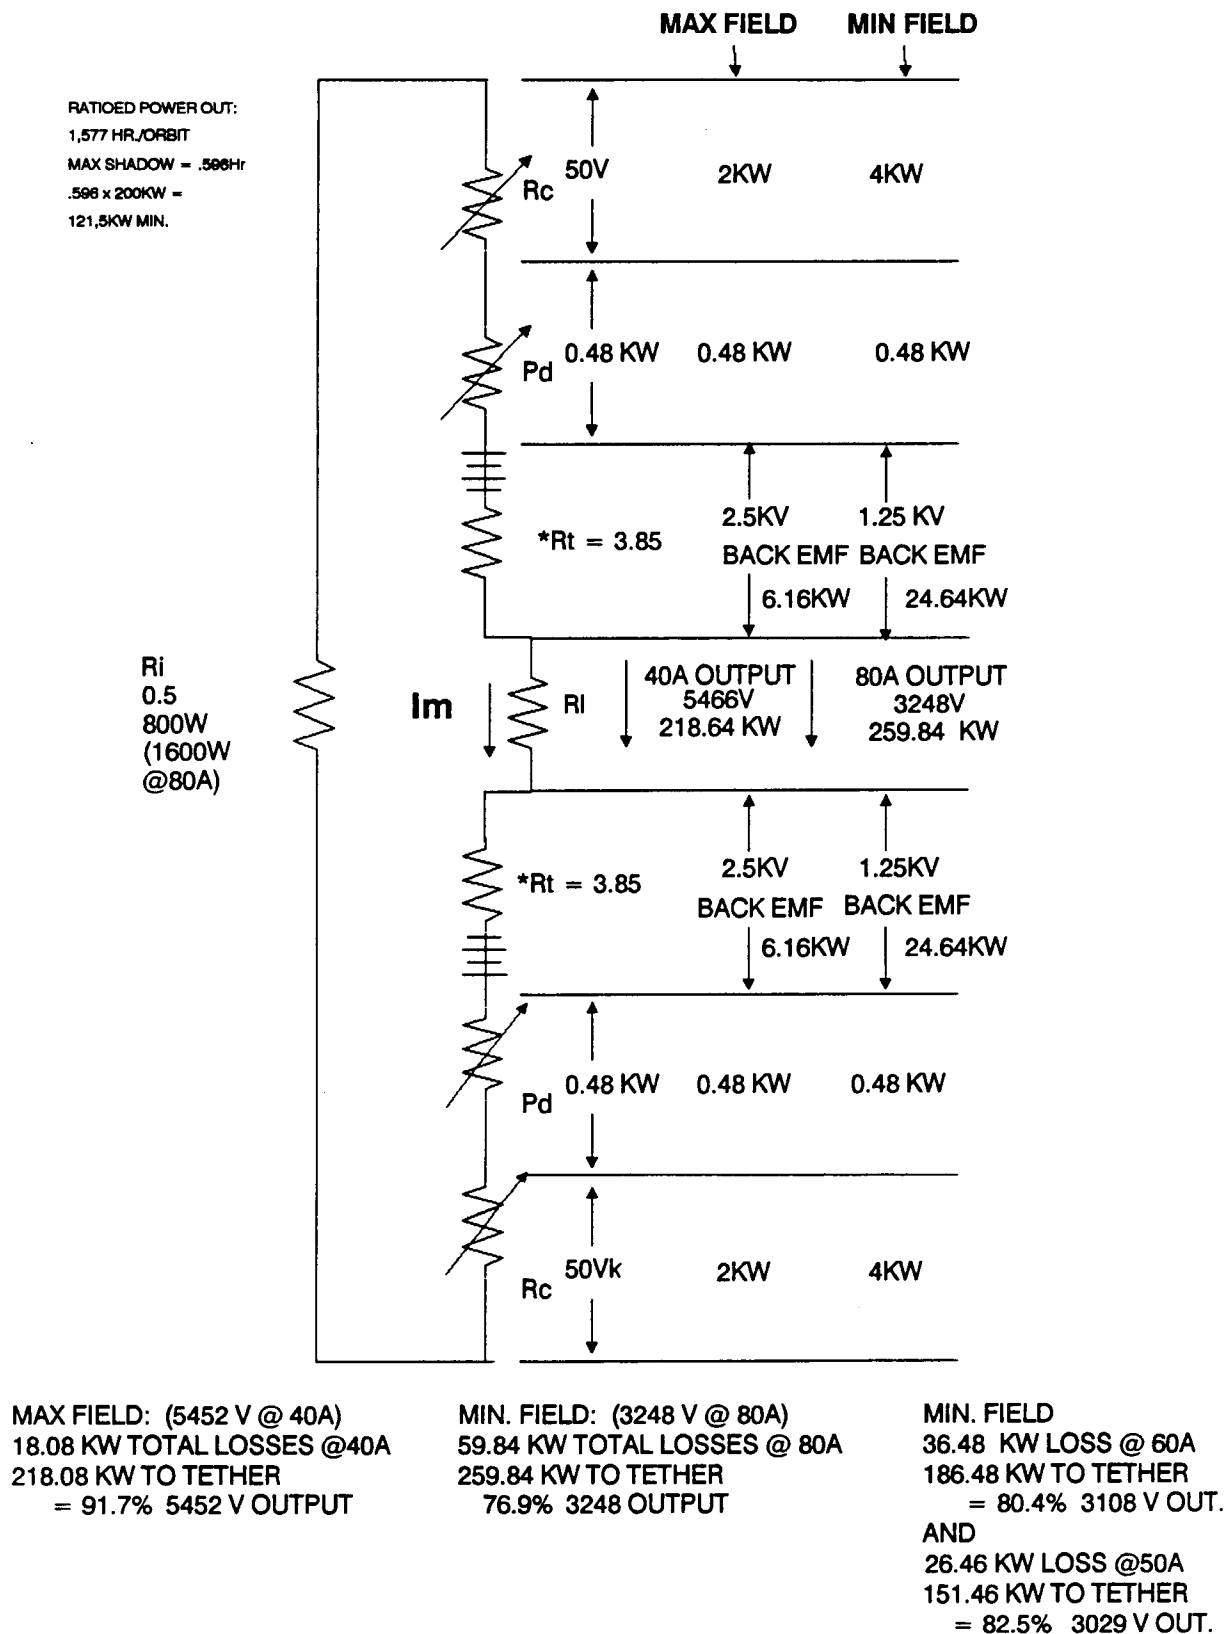 MAX FIELD MIN FIELD
RATIOED POWER OUT:
1,577 HR./ORBIT
MAX SHADOW = .596Hr
.596 x 200KW =
121,5KW MIN.
Rc 50V 2KW 4KW
Pd 0.48 KW 0.48 KW 0.48 KW
*Rt = 3.85
2.5KV 1.25 KV
BACK EMF BACK EMF
6.16KW 24.64KW
Ri
0.5
800W
(1600W
@80A)
Im
Rl
40A OUTPUT
5466V
218.64 KW
80A OUTPUT
3248V
259.84 KW
*Rt = 3.85
2.5KV 1.25KV
BACK EMF BACK EMF
6.16KW 24.64KW
Pd 0.48 KW 0.48 KW 0.48 KW
Rc 50Vk 2KW 4KW
MAX FIELD: (5452 V @ 40A)
18.08 KW TOTAL LOSSES @40A
218.08 KW TO TETHER
= 91.7% 5452 V OUTPUT
MIN. FIELD: (3248 V @ 80A)
59.84 KW TOTAL LOSSES @ 80A
259.84 KW TO TETHER
76.9% 3248 OUTPUT
MIN. FIELD
36.48 KW LOSS @ 60A
186.48 KW TO TETHER
= 80.4% 3108 V OUT.
AND
26.46 KW LOSS @50A
151.46 KW TO TETHER
= 82.5% 3029 V OUT.